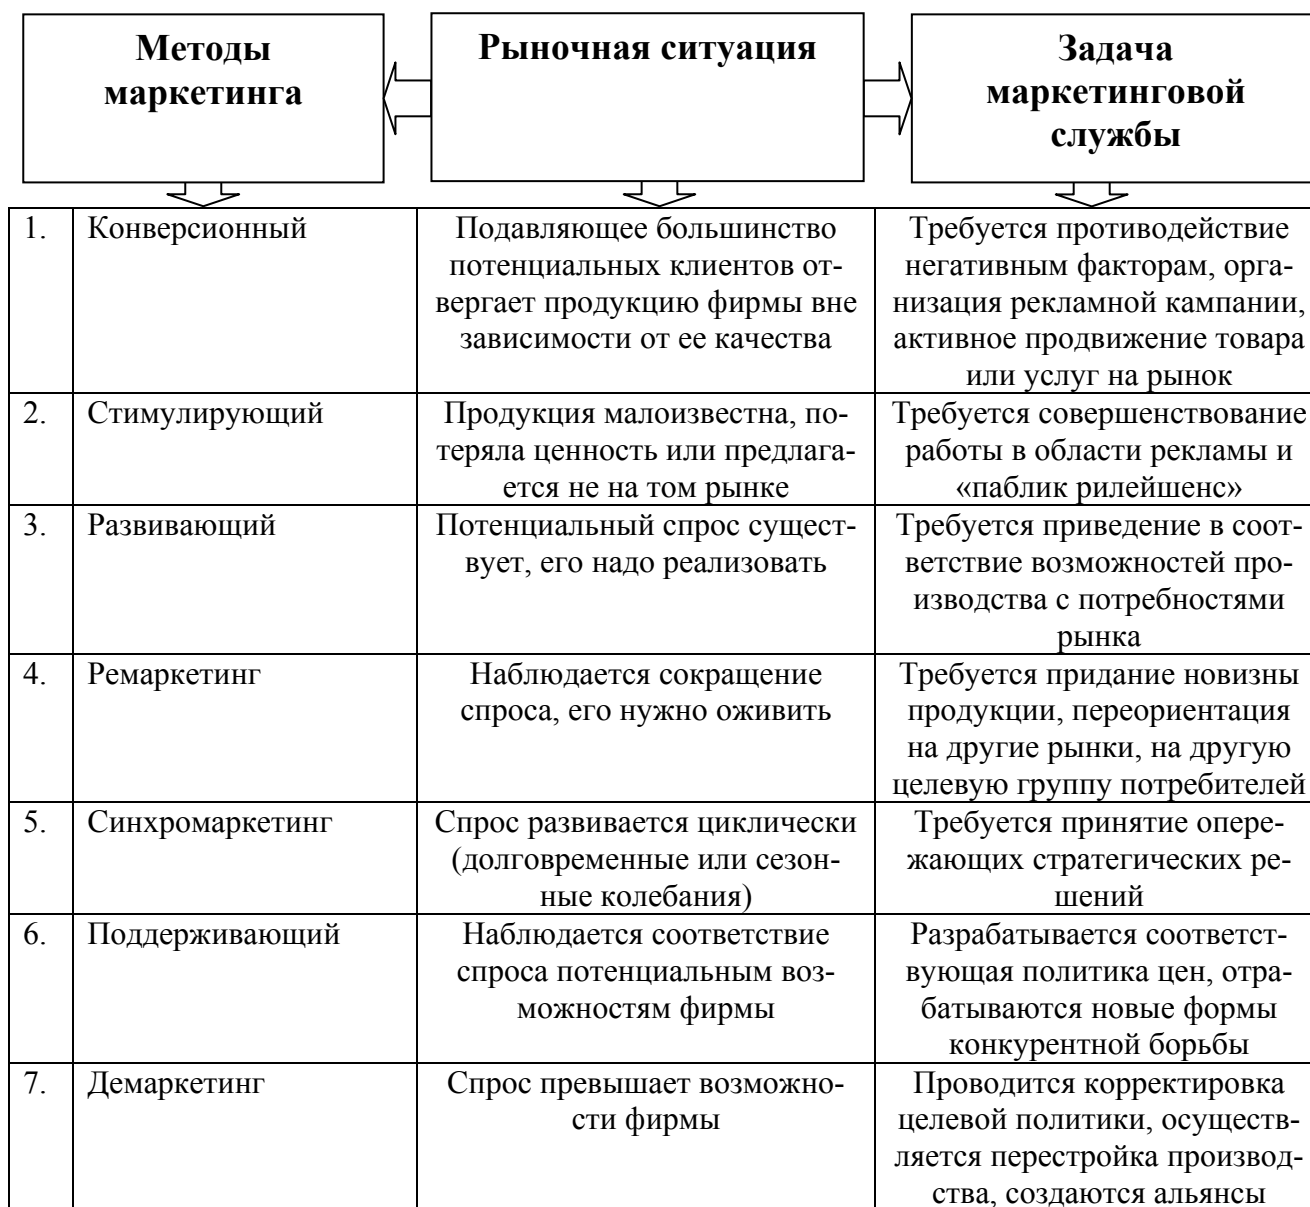 Методы
маркетинга
Рыночная ситуация
Задача
маркетинговой
службы
1.
Конверсионный
Подавляющее большинство
потенциальных клиентов от-
вергает продукцию фирмы вне
зависимости от ее качества
Требуется противодействие
негативным факторам, орга-
низация рекламной кампании,
активное продвижение товара
или услуг на рынок
2.
Стимулирующий
Продукция малоизвестна, по-
теряла ценность или предлага-
ется не на том рынке
Требуется совершенствование
работы в области рекламы и
«паблик рилейшенс»
3.
Развивающий
Потенциальный спрос сущест-
вует, его надо реализовать
Требуется приведение в соот-
ветствие возможностей про-
изводства с потребностями
рынка
4.
Ремаркетинг
Наблюдается сокращение
спроса, его нужно оживить
Требуется придание новизны
продукции, переориентация
на другие рынки, на другую
целевую группу потребителей
5.
Синхромаркетинг
Спрос развивается циклически
(долговременные или сезон-
ные колебания)
Требуется принятие опере-
жающих стратегических ре-
шений
6.
Поддерживающий
Наблюдается соответствие
спроса потенциальным воз-
можностям фирмы
Разрабатывается соответст-
вующая политика цен, отра-
батываются новые формы
конкурентной борьбы
7.
Демаркетинг
Спрос превышает возможно-
сти фирмы
Проводится корректировка
целевой политики, осуществ-
ляется перестройка производ-
ства, создаются альянсы